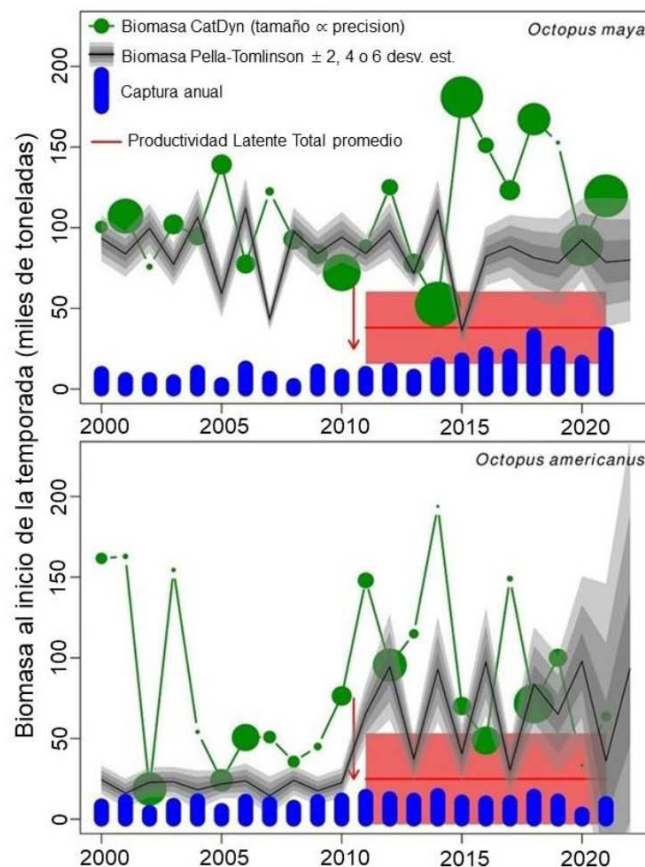 Biomasa CatDyn (tamaño ∝ precision)
Octopus maya
Biomasa Pella-Tomlinson ± 2, 4 o 6 desv. est.
Captura anual
Productividad Latente Total promedio
Biomasa al inicio de la temporada (miles de toneladas)
200
150
100
50
0
2000 2005 2010 2015 2020
Octopus americanus
200
150
100
50
0
2000 2005 2010 2015 2020